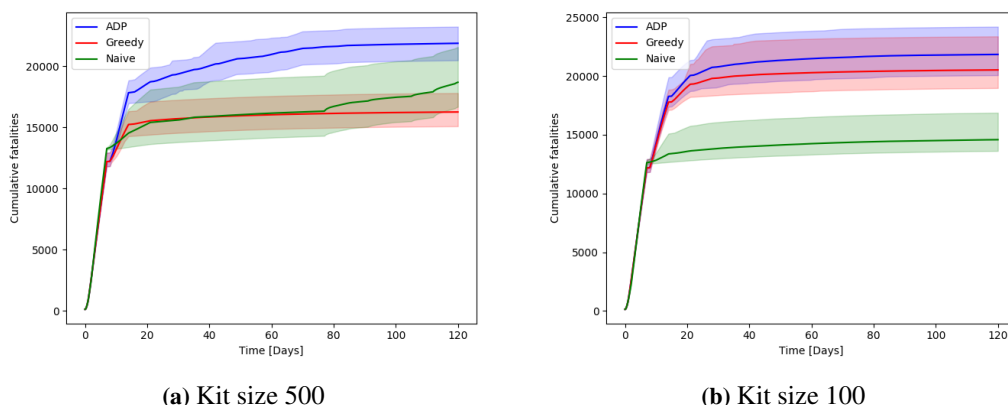 ADP
Greedy
Naive
Cumulative fatalities
20000
15000
10000
5000
0
0 20 40 60 80 100 120
Time [Days]
(a) Kit size 500
ADP
Greedy
Naive
Cumulative fatalities
25000
20000
15000
10000
5000
0
0 20 40 60 80 100 120
Time [Days]
(b) Kit size 100